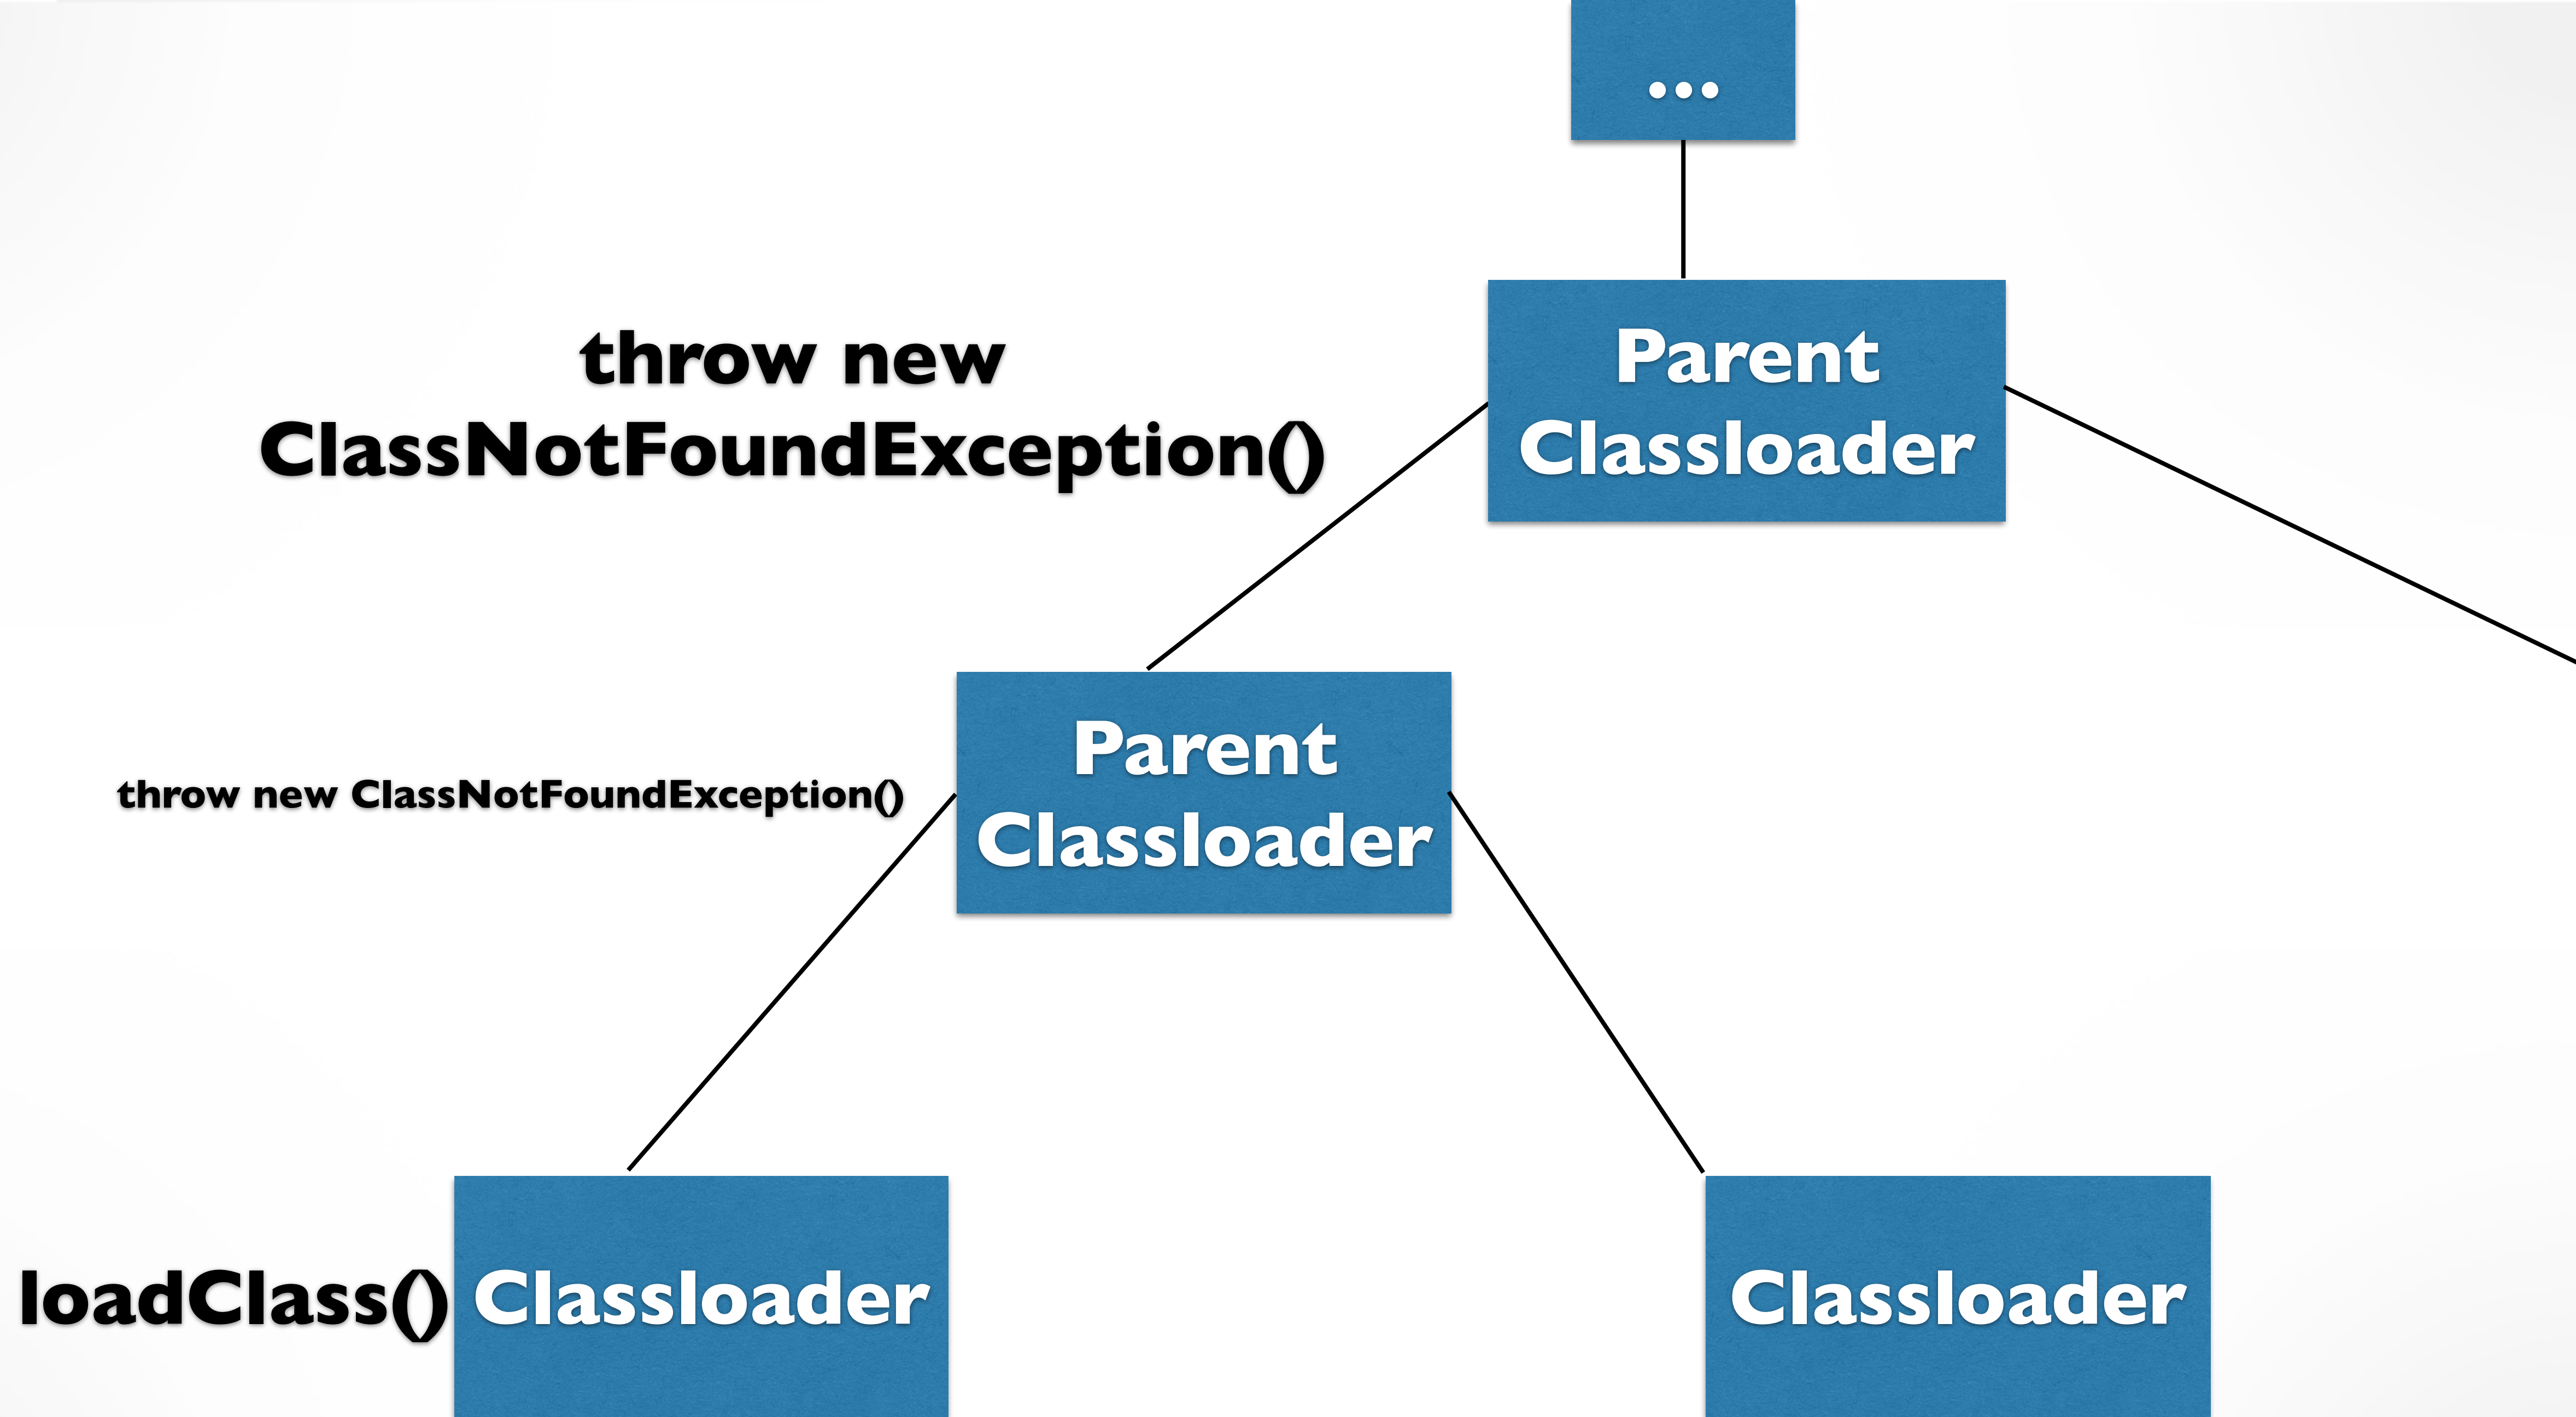 ...
throw new
ClassNotFoundException()
Parent
Classloader
throw new ClassNotFoundException()
Parent
Classloader
loadClass()
Classloader
Classloader